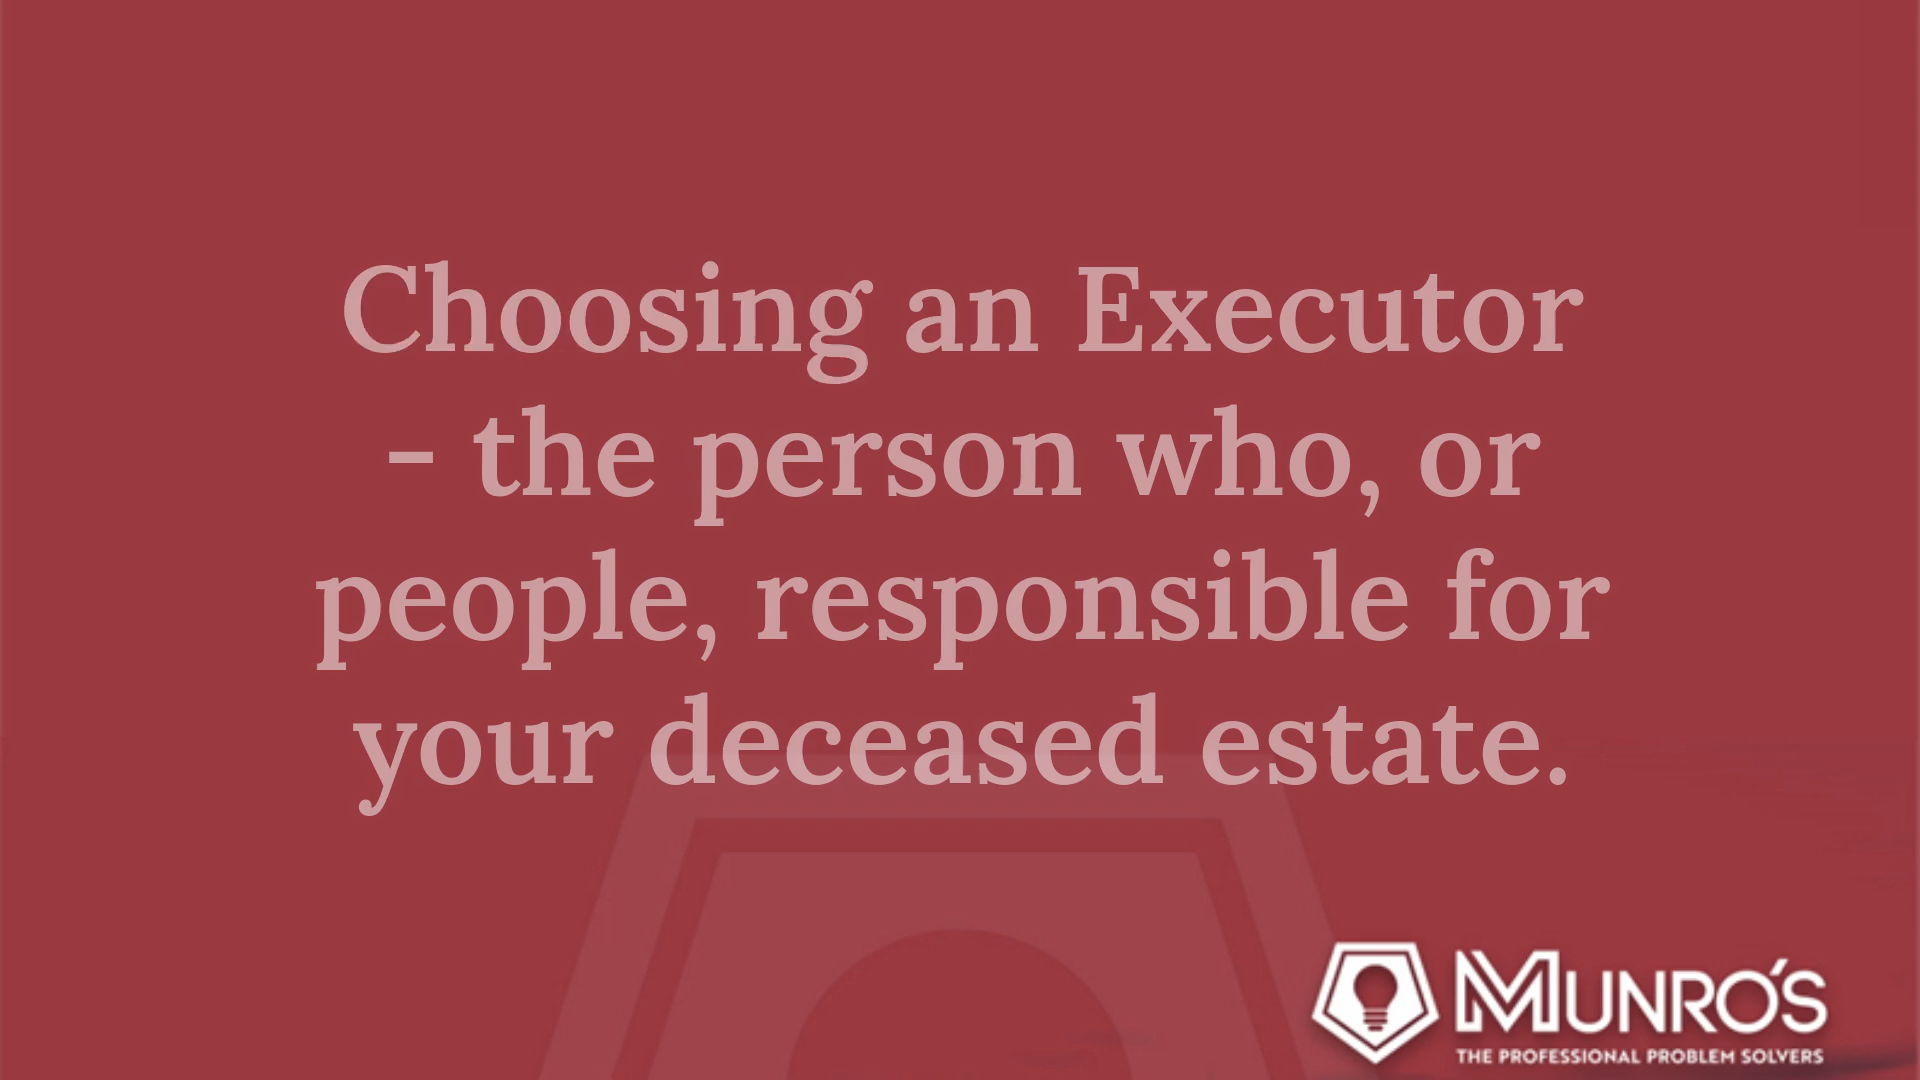 Choosing an Executor
- the person who, or
people, responsible for
your deceased estate.
MUNRO'S
THE PROFESSIONAL PROBLEM SOLVERS